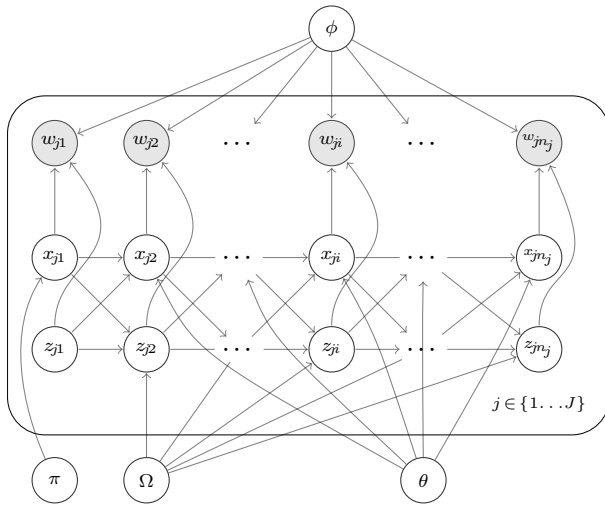 ϕ
w_{j1} w_{j2} ... w_{ji} ... w_{jn_j}
x_{j1} x_{j2} ... x_{ji} ... x_{jn_j}
z_{j1} z_{j2} ... z_{ji} ... z_{jn_j}
j ∈ {1...J}
π Ω θ